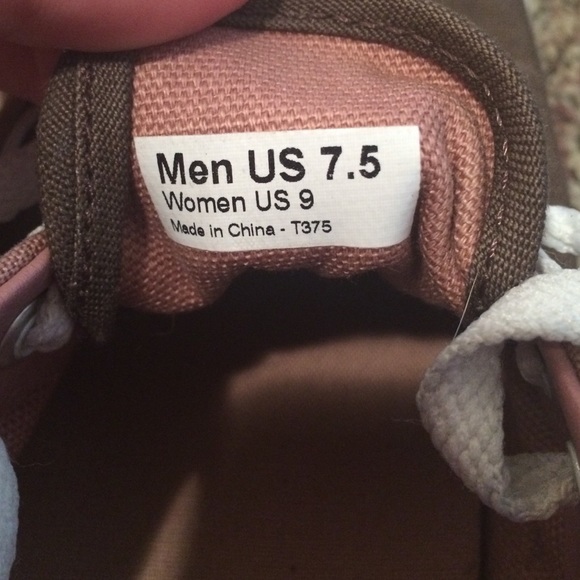 Men US 7.5
Women US 9
Made in China - T375